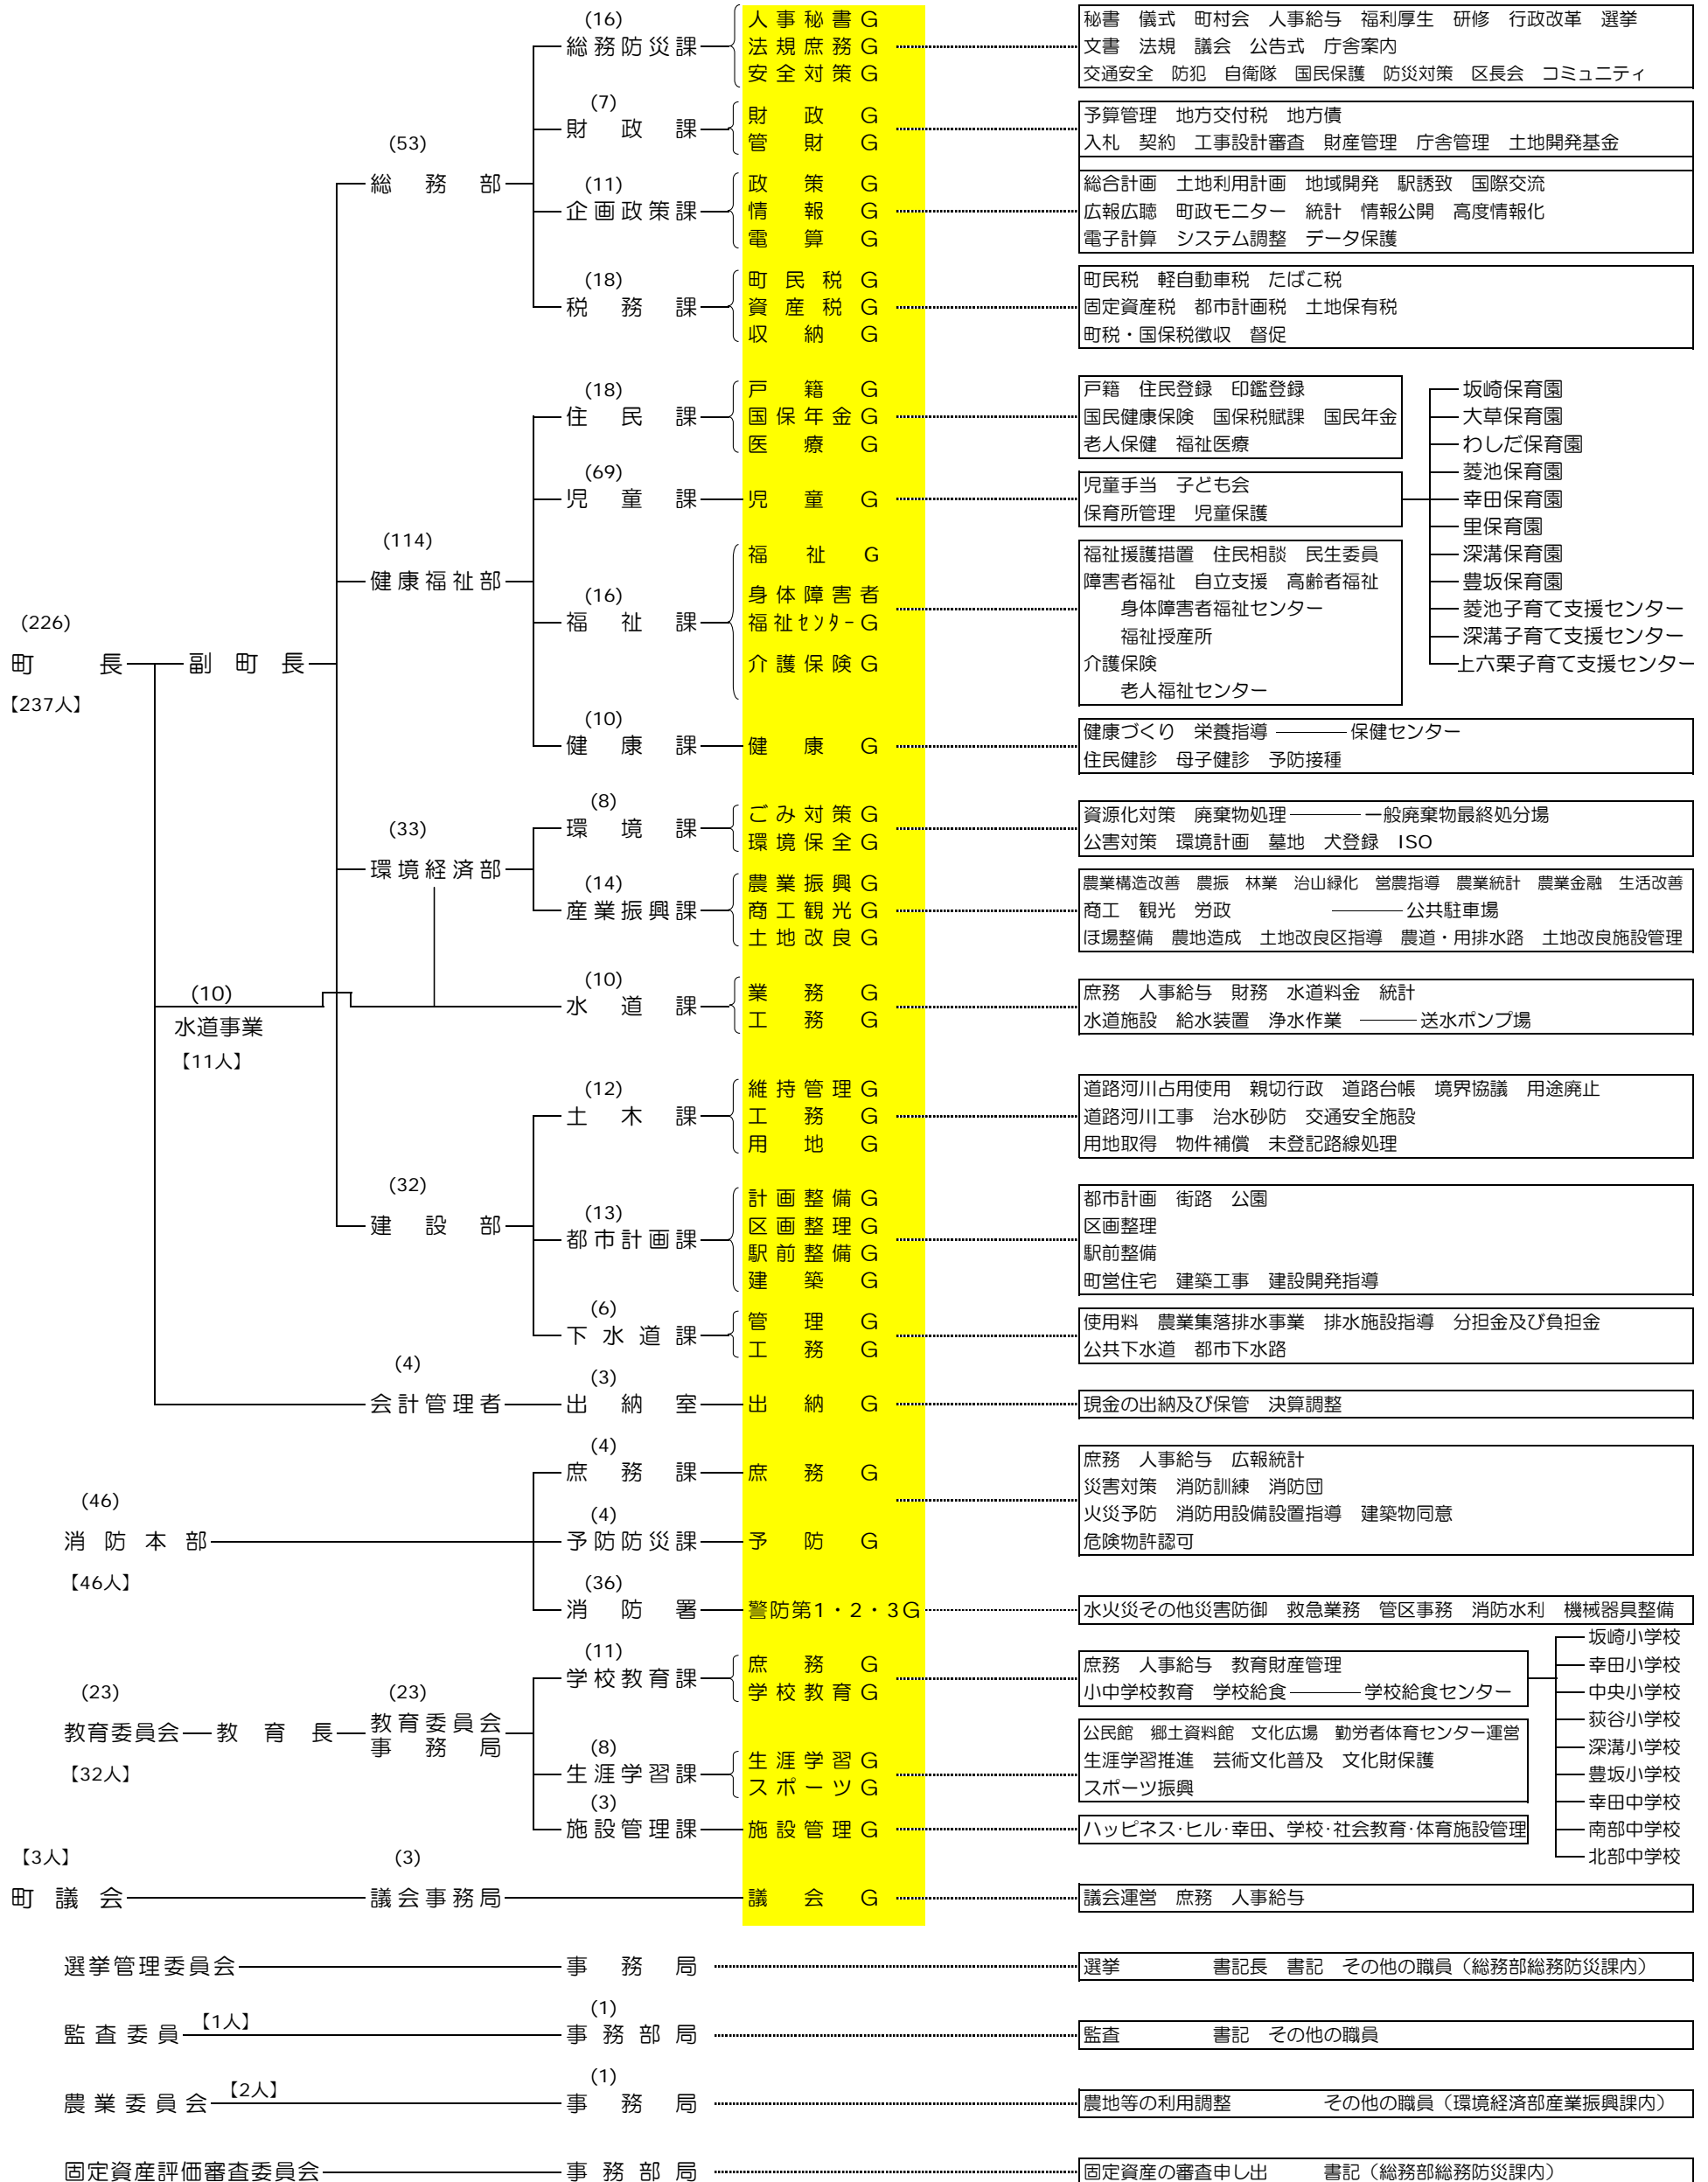 (16)
総務防災課
人事秘書G
法規庶務G
安全対策G
秘書 儀式 町村会 人事給与 福利厚生 研修 行政改革 選挙
文書 法規 議会 公告式 庁舎案内
交通安全 防犯 自衛隊 国民保護 防災対策 区長会 コミュニティ
(7)
財政課
財政G
管財G
予算管理 地方交付税 地方債
入札 契約 工事設計審査 財産管理 庁舎管理 土地開発基金
(53)
総務部
(11)
企画政策課
政策G
情報G
電算G
総合計画 土地利用計画 地域開発 駅誘致 国際交流
広報広聴 町政モニター 統計 情報公開 高度情報化
電子計算 システム調整 データ保護
(18)
税務課
町民税G
資産税G
収納G
町民税 軽自動車税 たばこ税
固定資産税 都市計画税 土地保有税
町税・国保税徴収 督促
(18)
住民課
戸籍G
国保年金G
医療G
戸籍 住民登録 印鑑登録
国民健康保険 国保税賦課 国民年金
老人保健 福祉医療
(69)
児童課
児童G
児童手当 子ども会
保育所管理 児童保護
坂崎保育園
大草保育園
わしだ保育園
菱池保育園
幸田保育園
里保育園
深溝保育園
豊坂保育園
菱池子育て支援センター
深溝子育て支援センター
上六栗子育て支援センター
(114)
健康福祉部
(16)
福祉課
福祉G
身体障害者
福祉センターG
介護保険G
福祉援護措置 住民相談 民生委員
障害者福祉 自立支援 高齢者福祉
身体障害者福祉センター
福祉授産所
介護保険
老人福祉センター
(226)
町長
【237人】
副町長
(10)
健康課
健康G
健康づくり 栄養指導 保健センター
住民健診 母子健診 予防接種
(33)
環境経済部
(8)
環境課
ごみ対策G
環境保全G
資源化対策 廃棄物処理 一般廃棄物最終処分場
公害対策 環境計画 墓地 犬登録 ISO
(14)
産業振興課
農業振興G
商工観光G
土地改良G
農業構造改善 農振 林業 治山緑化 営農指導 農業統計 農業金融 生活改善
商工 観光 労政 公共駐車場
ほ場整備 農地造成 土地改良区指導 農道・用排水路 土地改良施設管理
(10)
水道事業
【11人】
(10)
水道課
業務G
工務G
庶務 人事給与 財務 水道料金 統計
水道施設 給水装置 浄水作業 送水ポンプ場
(12)
土木課
維持管理G
工務G
用地G
道路河川占用使用 親切行政 道路台帳 境界協議 用途廃止
道路河川工事 治水砂防 交通安全施設
用地取得 物件補償 未登記路線処理
(32)
建設部
(13)
都市計画課
計画整備G
区画整理G
駅前整備G
建築G
都市計画 街路 公園
区画整理
駅前整備
町営住宅 建築工事 建設開発指導
(6)
下水道課
管理G
工務G
使用料 農業集落排水事業 排水施設指導 分担金及び負担金
公共下水道 都市下水路
(4)
会計管理者
(3)
出納室
出納G
現金の出納及び保管 決算調整
(46)
消防本部
【46人】
(4)
庶務課
庶務G
(4)
予防防災課
予防G
庶務 人事給与 広報統計
災害対策 消防訓練 消防団
火災予防 消防用設備設置指導 建築物同意
危険物許認可
(36)
消防署
警防第1・2・3G
水火災その他災害防御 救急業務 管区事務 消防水利 機械器具整備
(23)
教育委員会
【32人】
教育長
(23)
教育委員会
事務局
(11)
学校教育課
庶務G
学校教育G
庶務 人事給与 教育財産管理
小中学校教育 学校給食 学校給食センター
坂崎小学校
幸田小学校
中央小学校
荻谷小学校
深溝小学校
豊坂小学校
幸田中学校
南部中学校
北部中学校
(8)
生涯学習課
生涯学習G
スポーツG
公民館 郷土資料館 文化広場 勤労者体育センター運営
生涯学習推進 芸術文化普及 文化財保護
スポーツ振興
(3)
施設管理課
施設管理G
ハッピネス・ヒル・幸田、学校・社会教育・体育施設管理
【3人】
町議会
(3)
議会事務局
議会G
議会運営 庶務 人事給与
選挙管理委員会
事務局
選挙 書記長 書記 その他の職員（総務部総務防災課内）
監査委員
【1人】
(1)
事務部局
監査 書記 その他の職員
農業委員会
【2人】
(1)
事務局
農地等の利用調整 その他の職員（環境経済部産業振興課内）
固定資産評価審査委員会
事務部局
固定資産の審査申し出 書記（総務部総務防災課内）